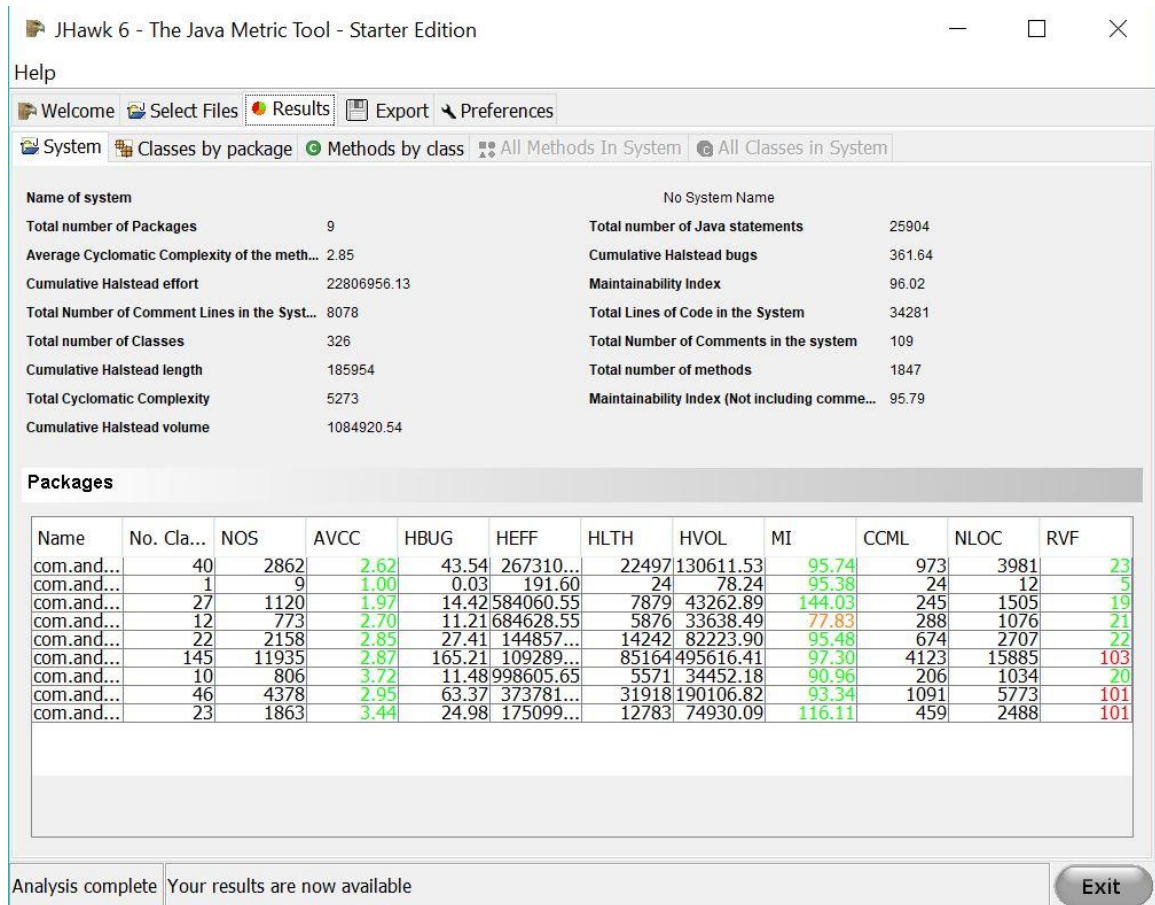 JHawk 6 - The Java Metric Tool - Starter Edition
Help
Welcome Select Files Results Export Preferences
System Classes by package Methods by class All Methods In System All Classes in System
Name of system No System Name
Total number of Packages 9 Total number of Java statements 25904
Average Cyclomatic Complexity of the meth... 2.85 Cumulative Halstead bugs 361.64
Cumulative Halstead effort 22806956.13 Maintainability Index 96.02
Total Number of Comment Lines in the Syst... 8078 Total Lines of Code in the System 34281
Total number of Classes 326 Total Number of Comments in the system 109
Cumulative Halstead length 185954 Total number of methods 1847
Total Cyclomatic Complexity 5273 Maintainability Index (Not including comme... 95.79
Cumulative Halstead volume 1084920.54
Packages
Name No. Cla... NOS AVCC HBUG HEFF HLTH HVOL MI CCML NLOC RVF
com.and... 40 2862 2.62 43.54 267310... 22497 130611.53 95.74 973 3981 23
com.and... 1 9 1.00 0.03 191.60 24 78.24 95.38 24 12 5
com.and... 27 1120 1.97 14.42 584060.55 7879 43262.89 144.03 245 1505 19
com.and... 12 773 2.70 11.21 684628.55 5876 33638.49 77.83 288 1076 21
com.and... 22 2158 2.85 27.41 144857... 14242 82223.90 95.48 674 2707 22
com.and... 145 11935 2.87 165.21 109289... 85164 495616.41 97.30 4123 15885 103
com.and... 10 806 3.72 11.48 998605.65 5571 34452.18 90.96 206 1034 20
com.and... 46 4378 2.95 63.37 373781... 31918 190106.82 93.34 1091 5773 101
com.and... 23 1863 3.44 24.98 175099... 12783 74930.09 116.11 459 2488 101
Analysis complete Your results are now available Exit